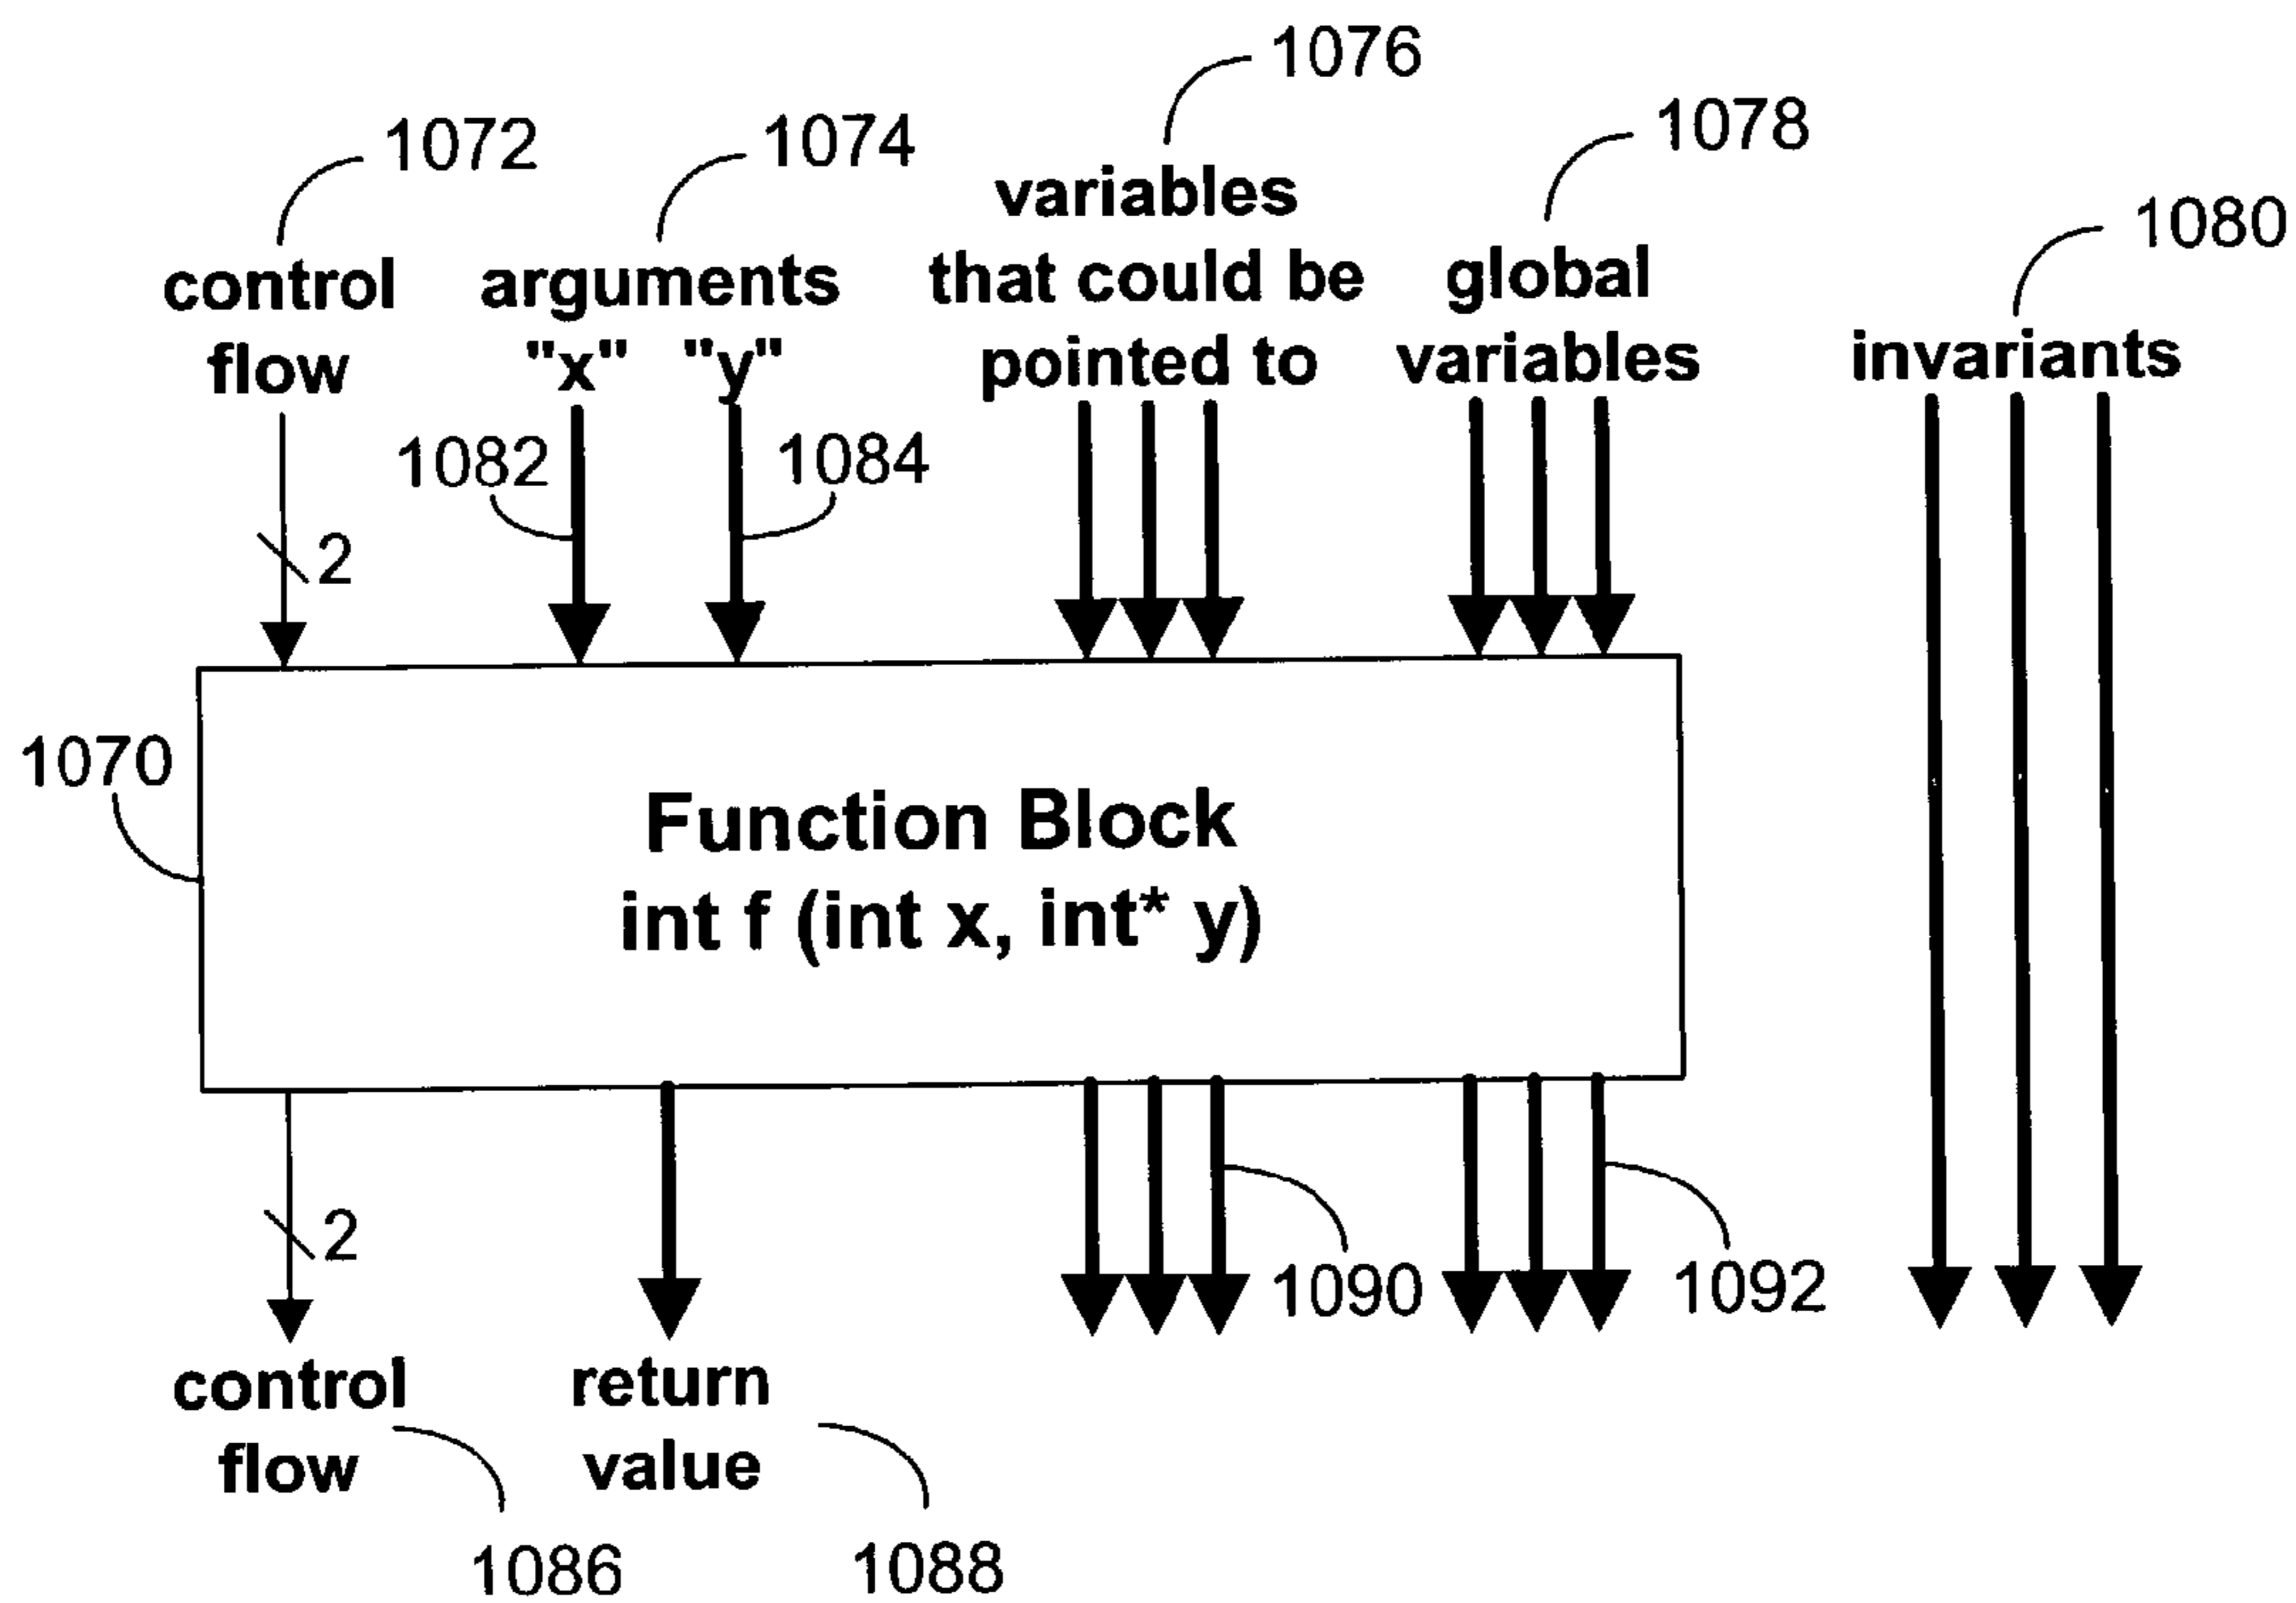 1076
1078
1072
1074
1080
variables
that could be
pointed to
control
flow
arguments
"x" "y"
global
variables
invariants
1082
1084
2
1070
Function Block
int f (int x, int* y)
2
1090
1092
control
flow
return
value
1086
1088